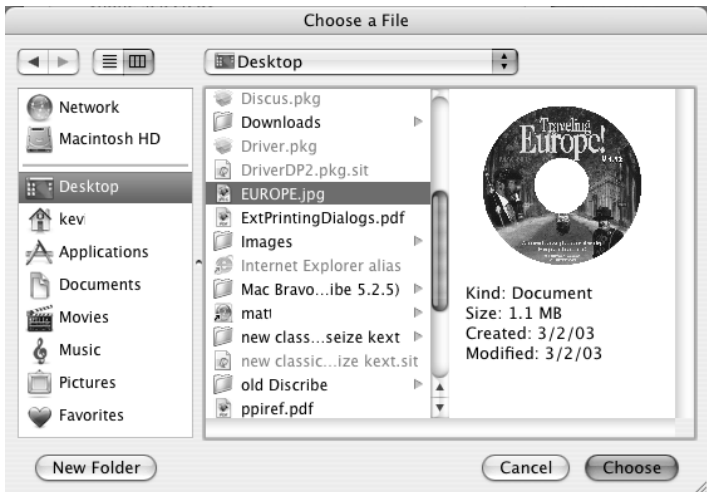 Choose a File
Desktop
Network
Macintosh HD
Desktop
kev
Applications
Documents
Movies
Music
Pictures
Favorites
Discus.pkg
Downloads
Driver.pkg
DriverDP2.pkg.sit
EUROPE.jpg
ExtPrintingDialogs.pdf
Images
Internet Explorer alias
Mac Bravo...ibe 5.2.5)
matt
new class...seize kext
new classic...ize kext.sit
old Discribe
ppiref.pdf
Traveling
Europe!
V 1.12
Kind: Document
Size: 1.1 MB
Created: 3/2/03
Modified: 3/2/03
New Folder
Cancel
Choose